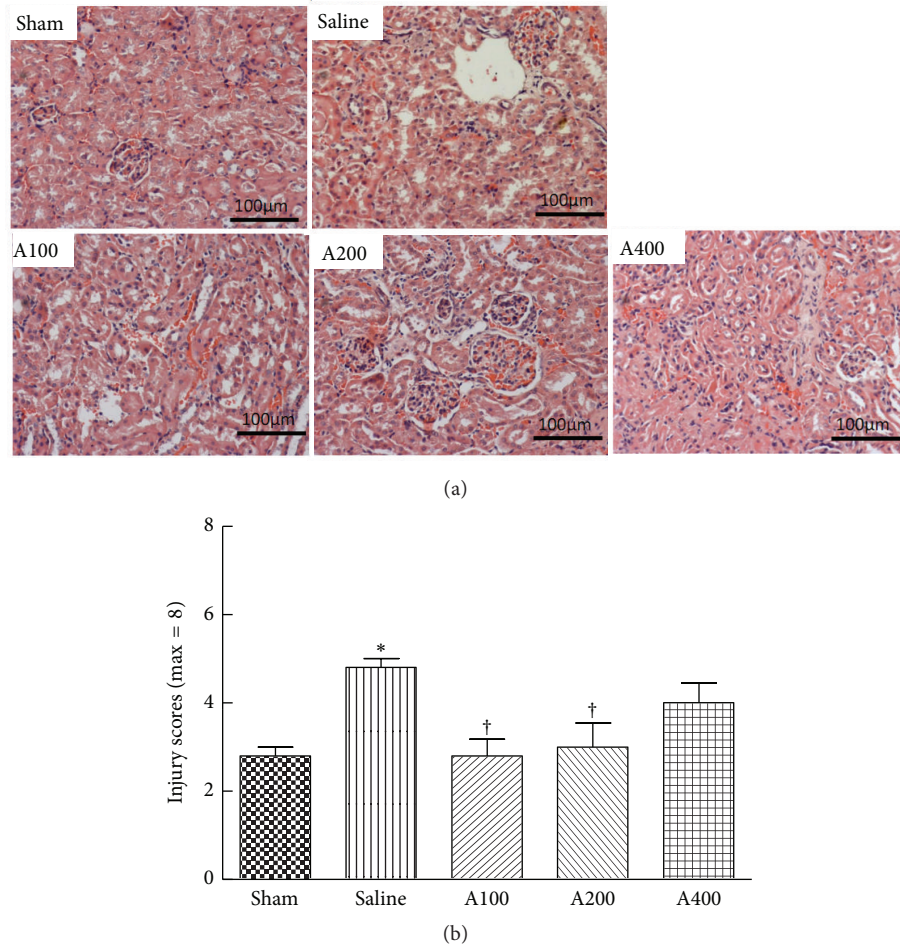 Sham
Saline
100µm
100µm
A100
A200
A400
100µm
100µm
100µm
(a)
8
6
4
2
0
Injury scores (max = 8)
*
†
†
Sham
Saline
A100
A200
A400
(b)